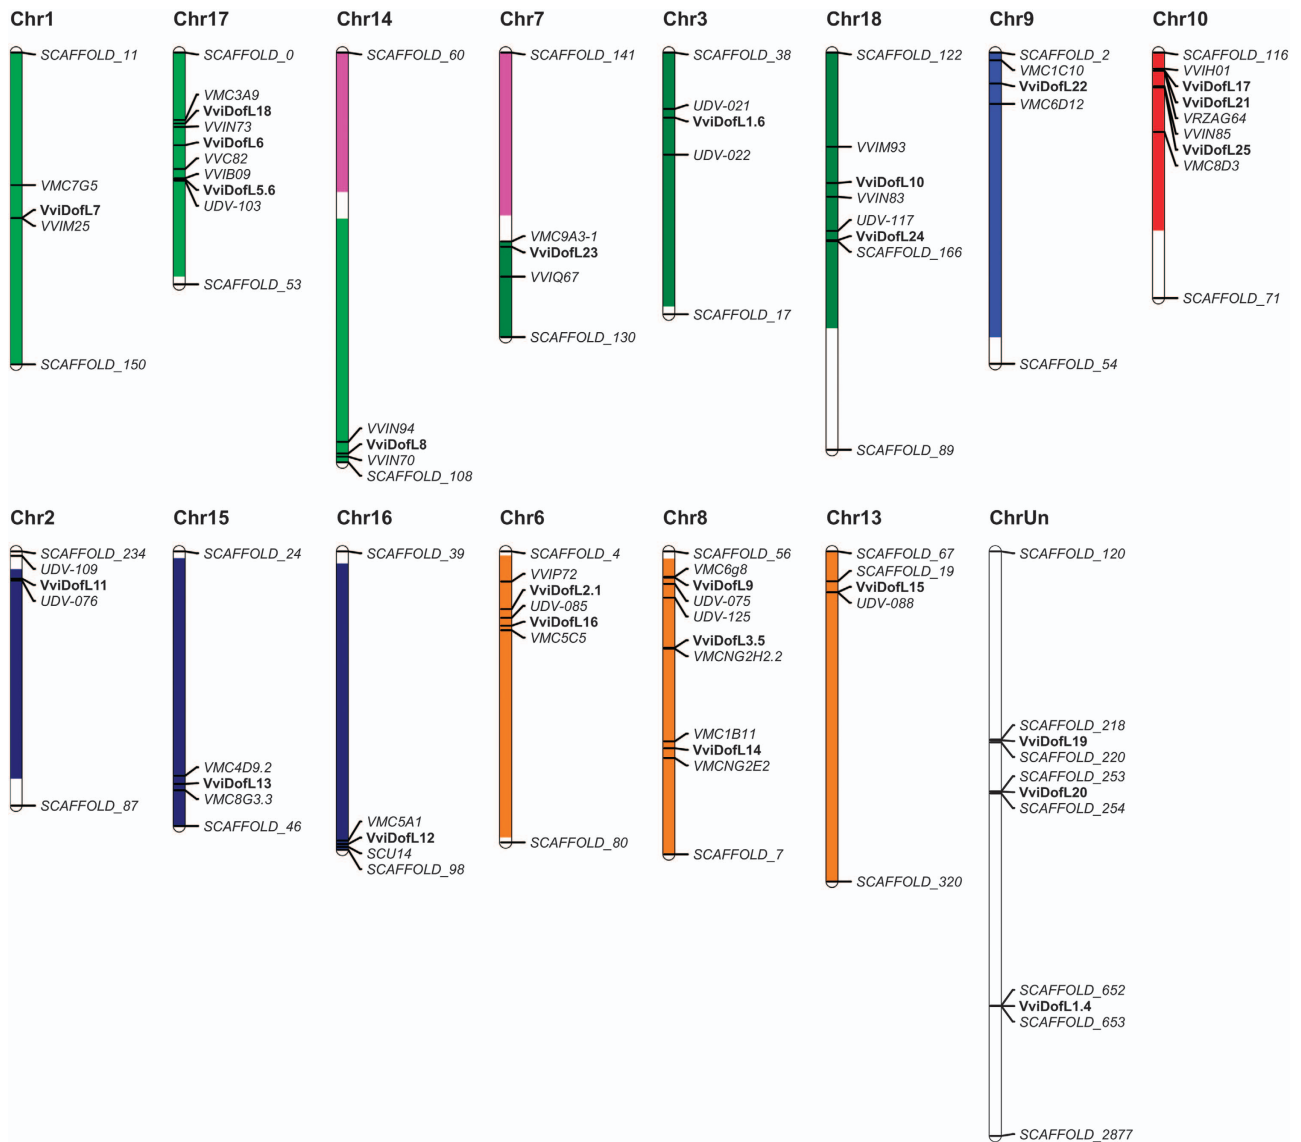 Chr1
SCAFFOLD_11
VMC7G5
VviDofL7
VVIM25
SCAFFOLD_150
Chr17
SCAFFOLD_0
VMC3A9
VviDofL18
VVIN73
VviDofL6
VVC82
VVIB09
VviDofL5.6
UDV-103
SCAFFOLD_53
Chr14
SCAFFOLD_60
VVIN94
VviDofL8
VVIN70
SCAFFOLD_108
Chr7
SCAFFOLD_141
VMC9A3-1
VviDofL23
VVIQ67
SCAFFOLD_130
Chr3
SCAFFOLD_38
UDV-021
VviDofL1.6
UDV-022
SCAFFOLD_17
Chr18
SCAFFOLD_122
VVIM93
VviDofL10
VVIN83
UDV-117
VviDofL24
SCAFFOLD_166
SCAFFOLD_89
Chr9
SCAFFOLD_2
VMC1C10
VviDofL22
VMC6D12
SCAFFOLD_54
Chr10
SCAFFOLD_116
VVIH01
VviDofL17
VviDofL21
VRZAG64
VVIN85
VviDofL25
VMC8D3
SCAFFOLD_71
Chr2
SCAFFOLD_234
UDV-109
VviDofL11
UDV-076
SCAFFOLD_87
Chr15
SCAFFOLD_24
VMC4D9.2
VviDofL13
VMC8G3.3
SCAFFOLD_46
Chr16
SCAFFOLD_39
VMC5A1
VviDofL12
SCU14
SCAFFOLD_98
Chr6
SCAFFOLD_4
VVIP72
VviDofL2.1
UDV-085
VviDofL16
VMC5C5
SCAFFOLD_80
Chr8
SCAFFOLD_56
VMC6g8
VviDofL9
UDV-075
UDV-125
VviDofL3.5
VMCNG2H2.2
VMC1B11
VviDofL14
VMCNG2E2
SCAFFOLD_7
Chr13
SCAFFOLD_67
SCAFFOLD_19
VviDofL15
UDV-088
SCAFFOLD_320
ChrUn
SCAFFOLD_120
SCAFFOLD_218
VviDofL19
SCAFFOLD_220
SCAFFOLD_253
VviDofL20
SCAFFOLD_254
SCAFFOLD_652
VviDofL1.4
SCAFFOLD_653
SCAFFOLD_2877